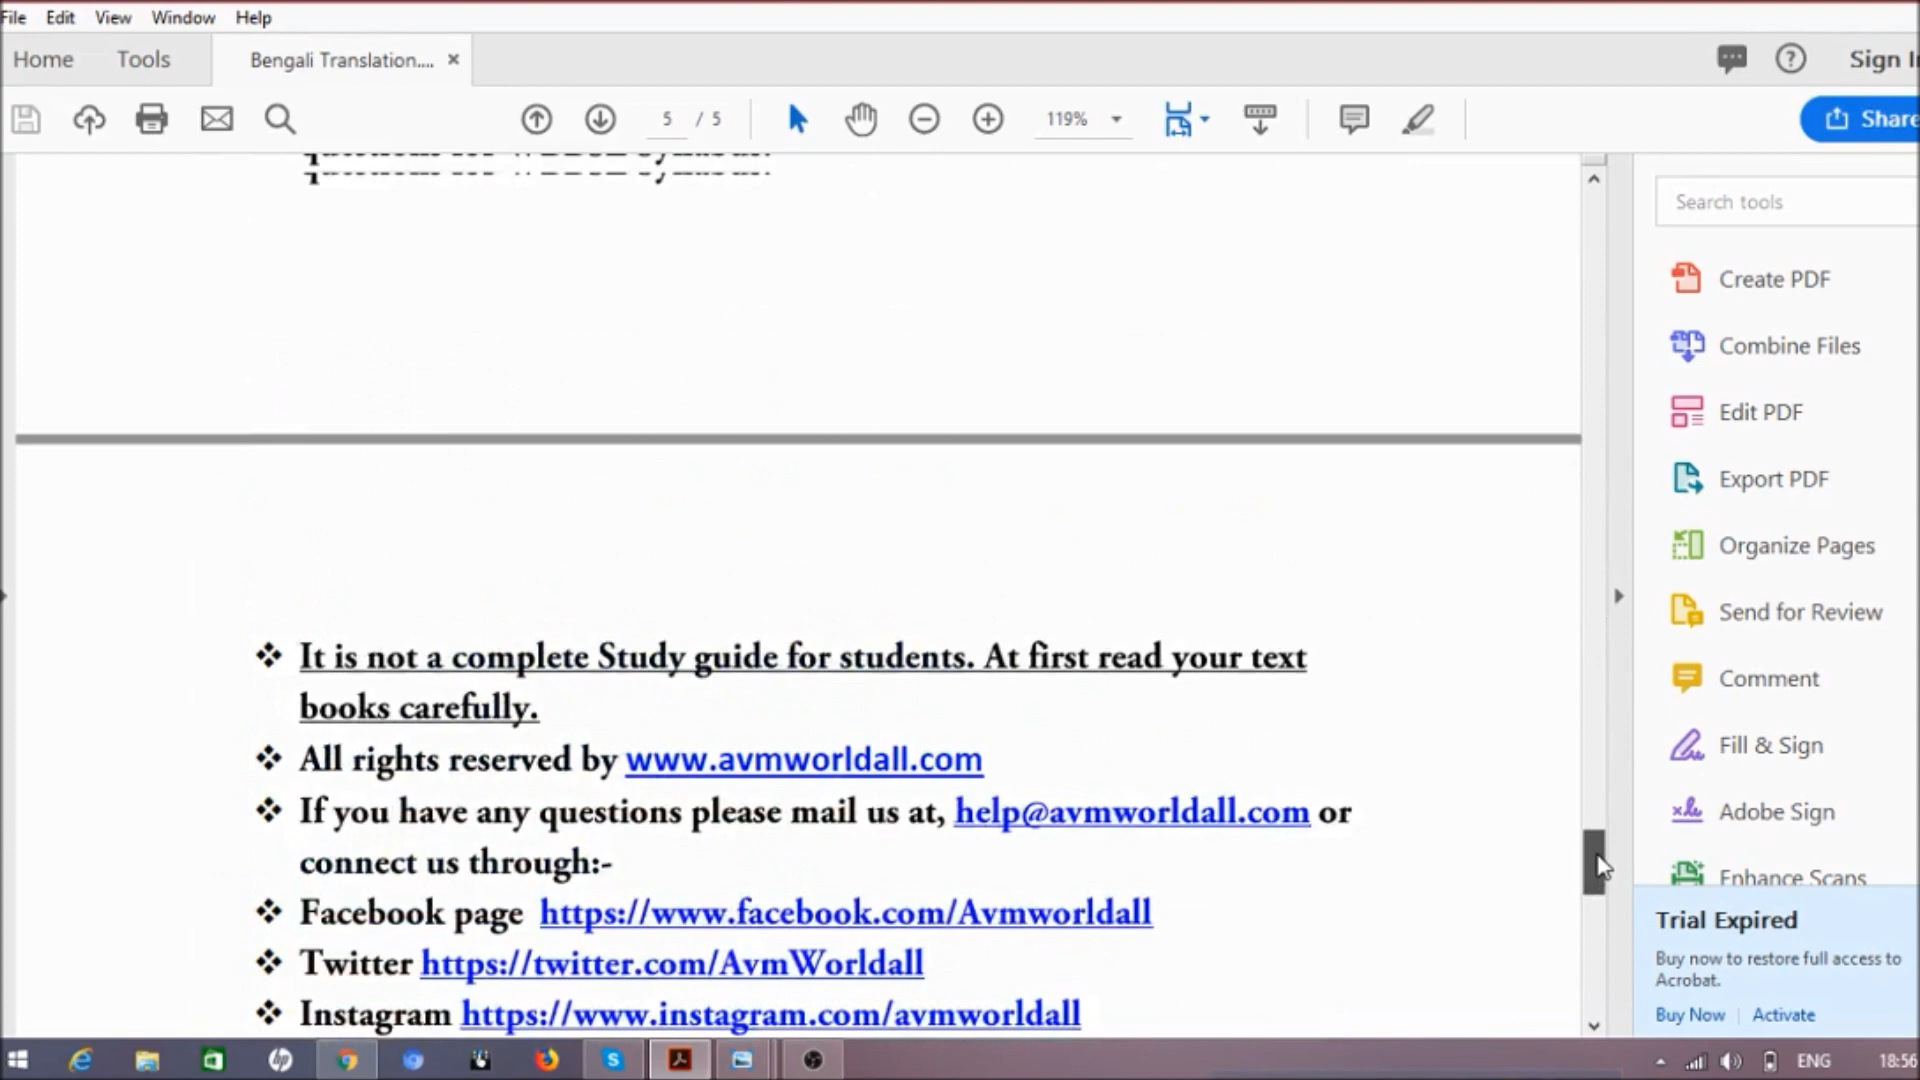 File Edit View Window Help
Home Tools Bengali Translation.... ×
5 / 5 119% Share
Sign In
Search tools
Create PDF
Combine Files
Edit PDF
Export PDF
Organize Pages
Send for Review
Comment
Fill & Sign
Adobe Sign
Enhance Scans
It is not a complete Study guide for students. At first read your text
books carefully.
All rights reserved by www.avmworldall.com
If you have any questions please mail us at, help@avmworldall.com or
connect us through:-
Facebook page https://www.facebook.com/Avmworldall
Twitter https://twitter.com/AvmWorldall
Instagram https://www.instagram.com/avmworldall
Trial Expired
Buy now to restore full access to
Acrobat.
Buy Now | Activate
ENG 18:56